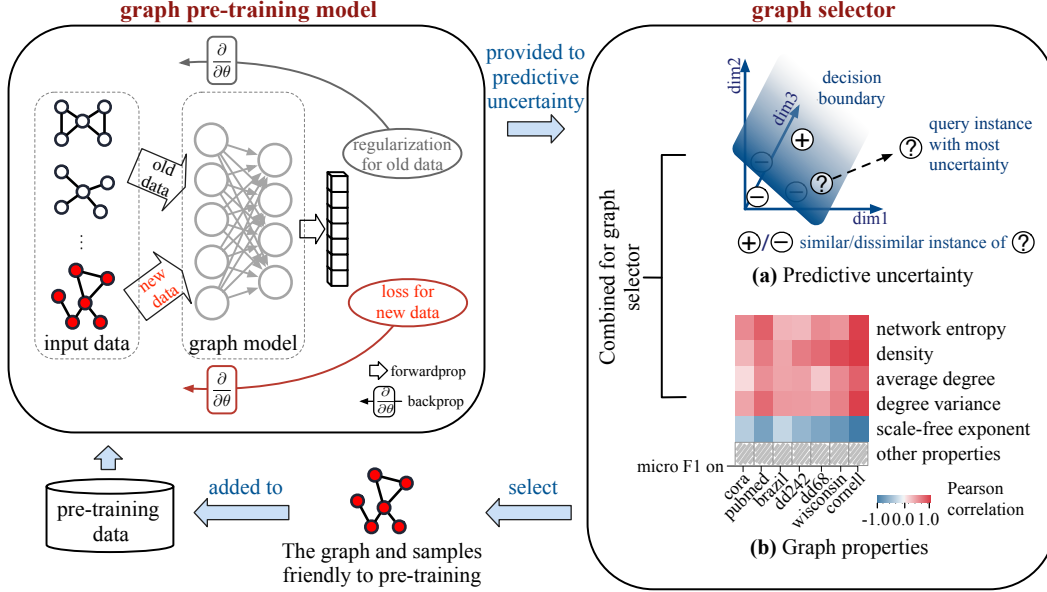 graph pre-training model
∂
∂θ
old
data
⋮
new
data
input data
graph model
regularization
for old data
loss for
new data
∂
∂θ
forwardprop
∂
∂θ
backprop
provided to
predictive
uncertainty
graph selector
Combined for graph
selector
dim2
dim3
dim1
decision
boundary
+
−
−
−
?
?
query instance
with most
uncertainty
+/− similar/dissimilar instance of ?
(a) Predictive uncertainty
network entropy
density
average degree
degree variance
scale-free exponent
other properties
micro F1 on
cora
pubmed
brazil
dd242
dd68
wisconsin
cornell
-1.0 0.0 1.0
Pearson
correlation
(b) Graph properties
select
The graph and samples
friendly to pre-training
added to
pre-training
data